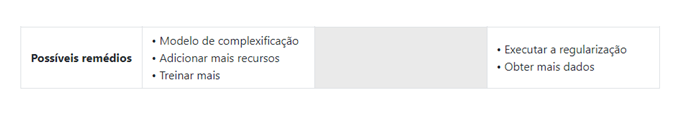 Possíveis remédios
• Modelo de complexificação
• Adicionar mais recursos
• Treinar mais
• Executar a regularização
• Obter mais dados